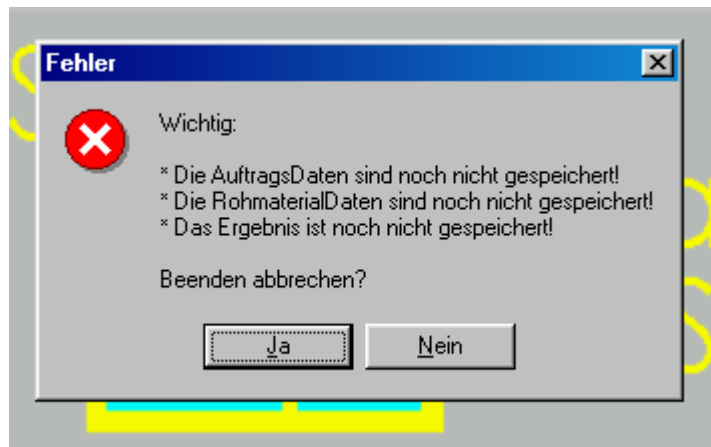 Fehler
Wichtig:
* Die AuftragsDaten sind noch nicht gespeichert!
* Die RohmaterialDaten sind noch nicht gespeichert!
* Das Ergebnis ist noch nicht gespeichert!
Beenden abbrechen?
Ja
Nein